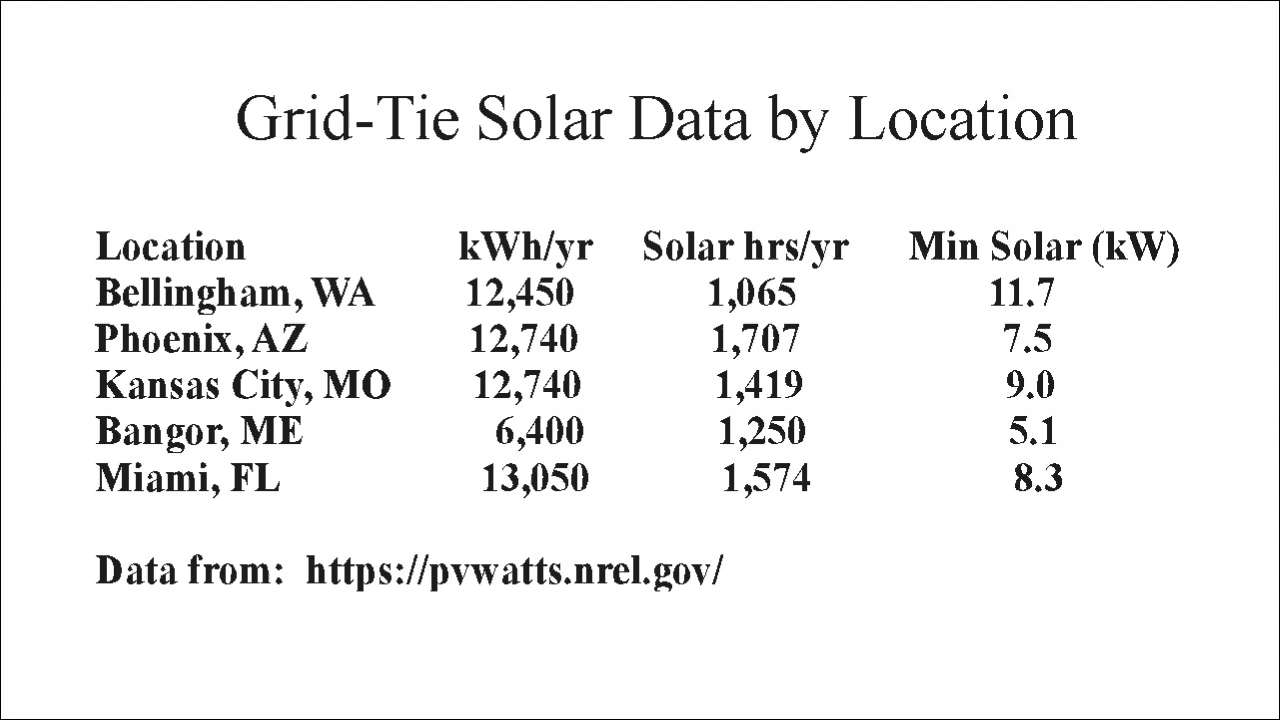 Grid-Tie Solar Data by Location
Location kWh/yr Solar hrs/yr Min Solar (kW)
Bellingham, WA 12,450 1,065 11.7
Phoenix, AZ 12,740 1,707 7.5
Kansas City, MO 12,740 1,419 9.0
Bangor, ME 6,400 1,250 5.1
Miami, FL 13,050 1,574 8.3
Data from: https://pvwatts.nrel.gov/